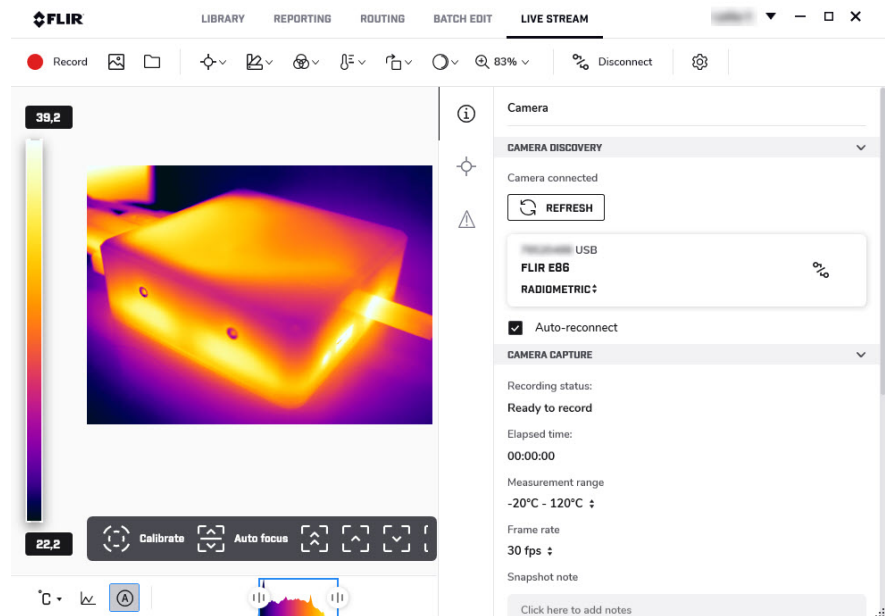 FLIR
LIBRARY REPORTING ROUTING BATCH EDIT LIVE STREAM
Record 83% Disconnect
39,2
22,2
Calibrate Auto focus
°C A
Camera
CAMERA DISCOVERY
Camera connected
REFRESH
USB
FLIR E86
RADIOMETRIC
Auto-reconnect
CAMERA CAPTURE
Recording status:
Ready to record
Elapsed time:
00:00:00
Measurement range
-20°C - 120°C
Frame rate
30 fps
Snapshot note
Click here to add notes